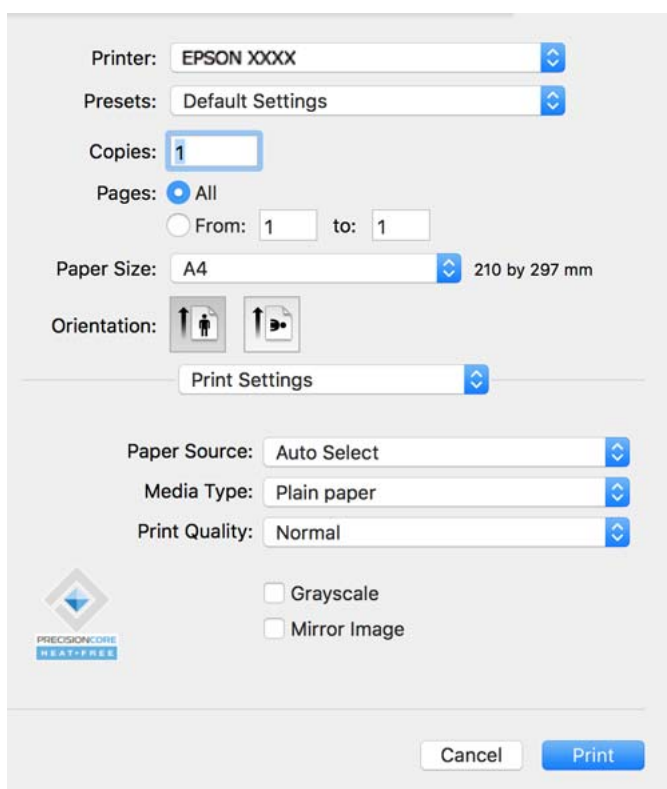 Printer: EPSON XXXX
Presets: Default Settings
Copies: 1
Pages: All
From: 1 to: 1
Paper Size: A4 210 by 297 mm
Orientation:
Print Settings
Paper Source: Auto Select
Media Type: Plain paper
Print Quality: Normal
Grayscale
Mirror Image
PRECISIONCORE
HEAT-FREE
Cancel Print